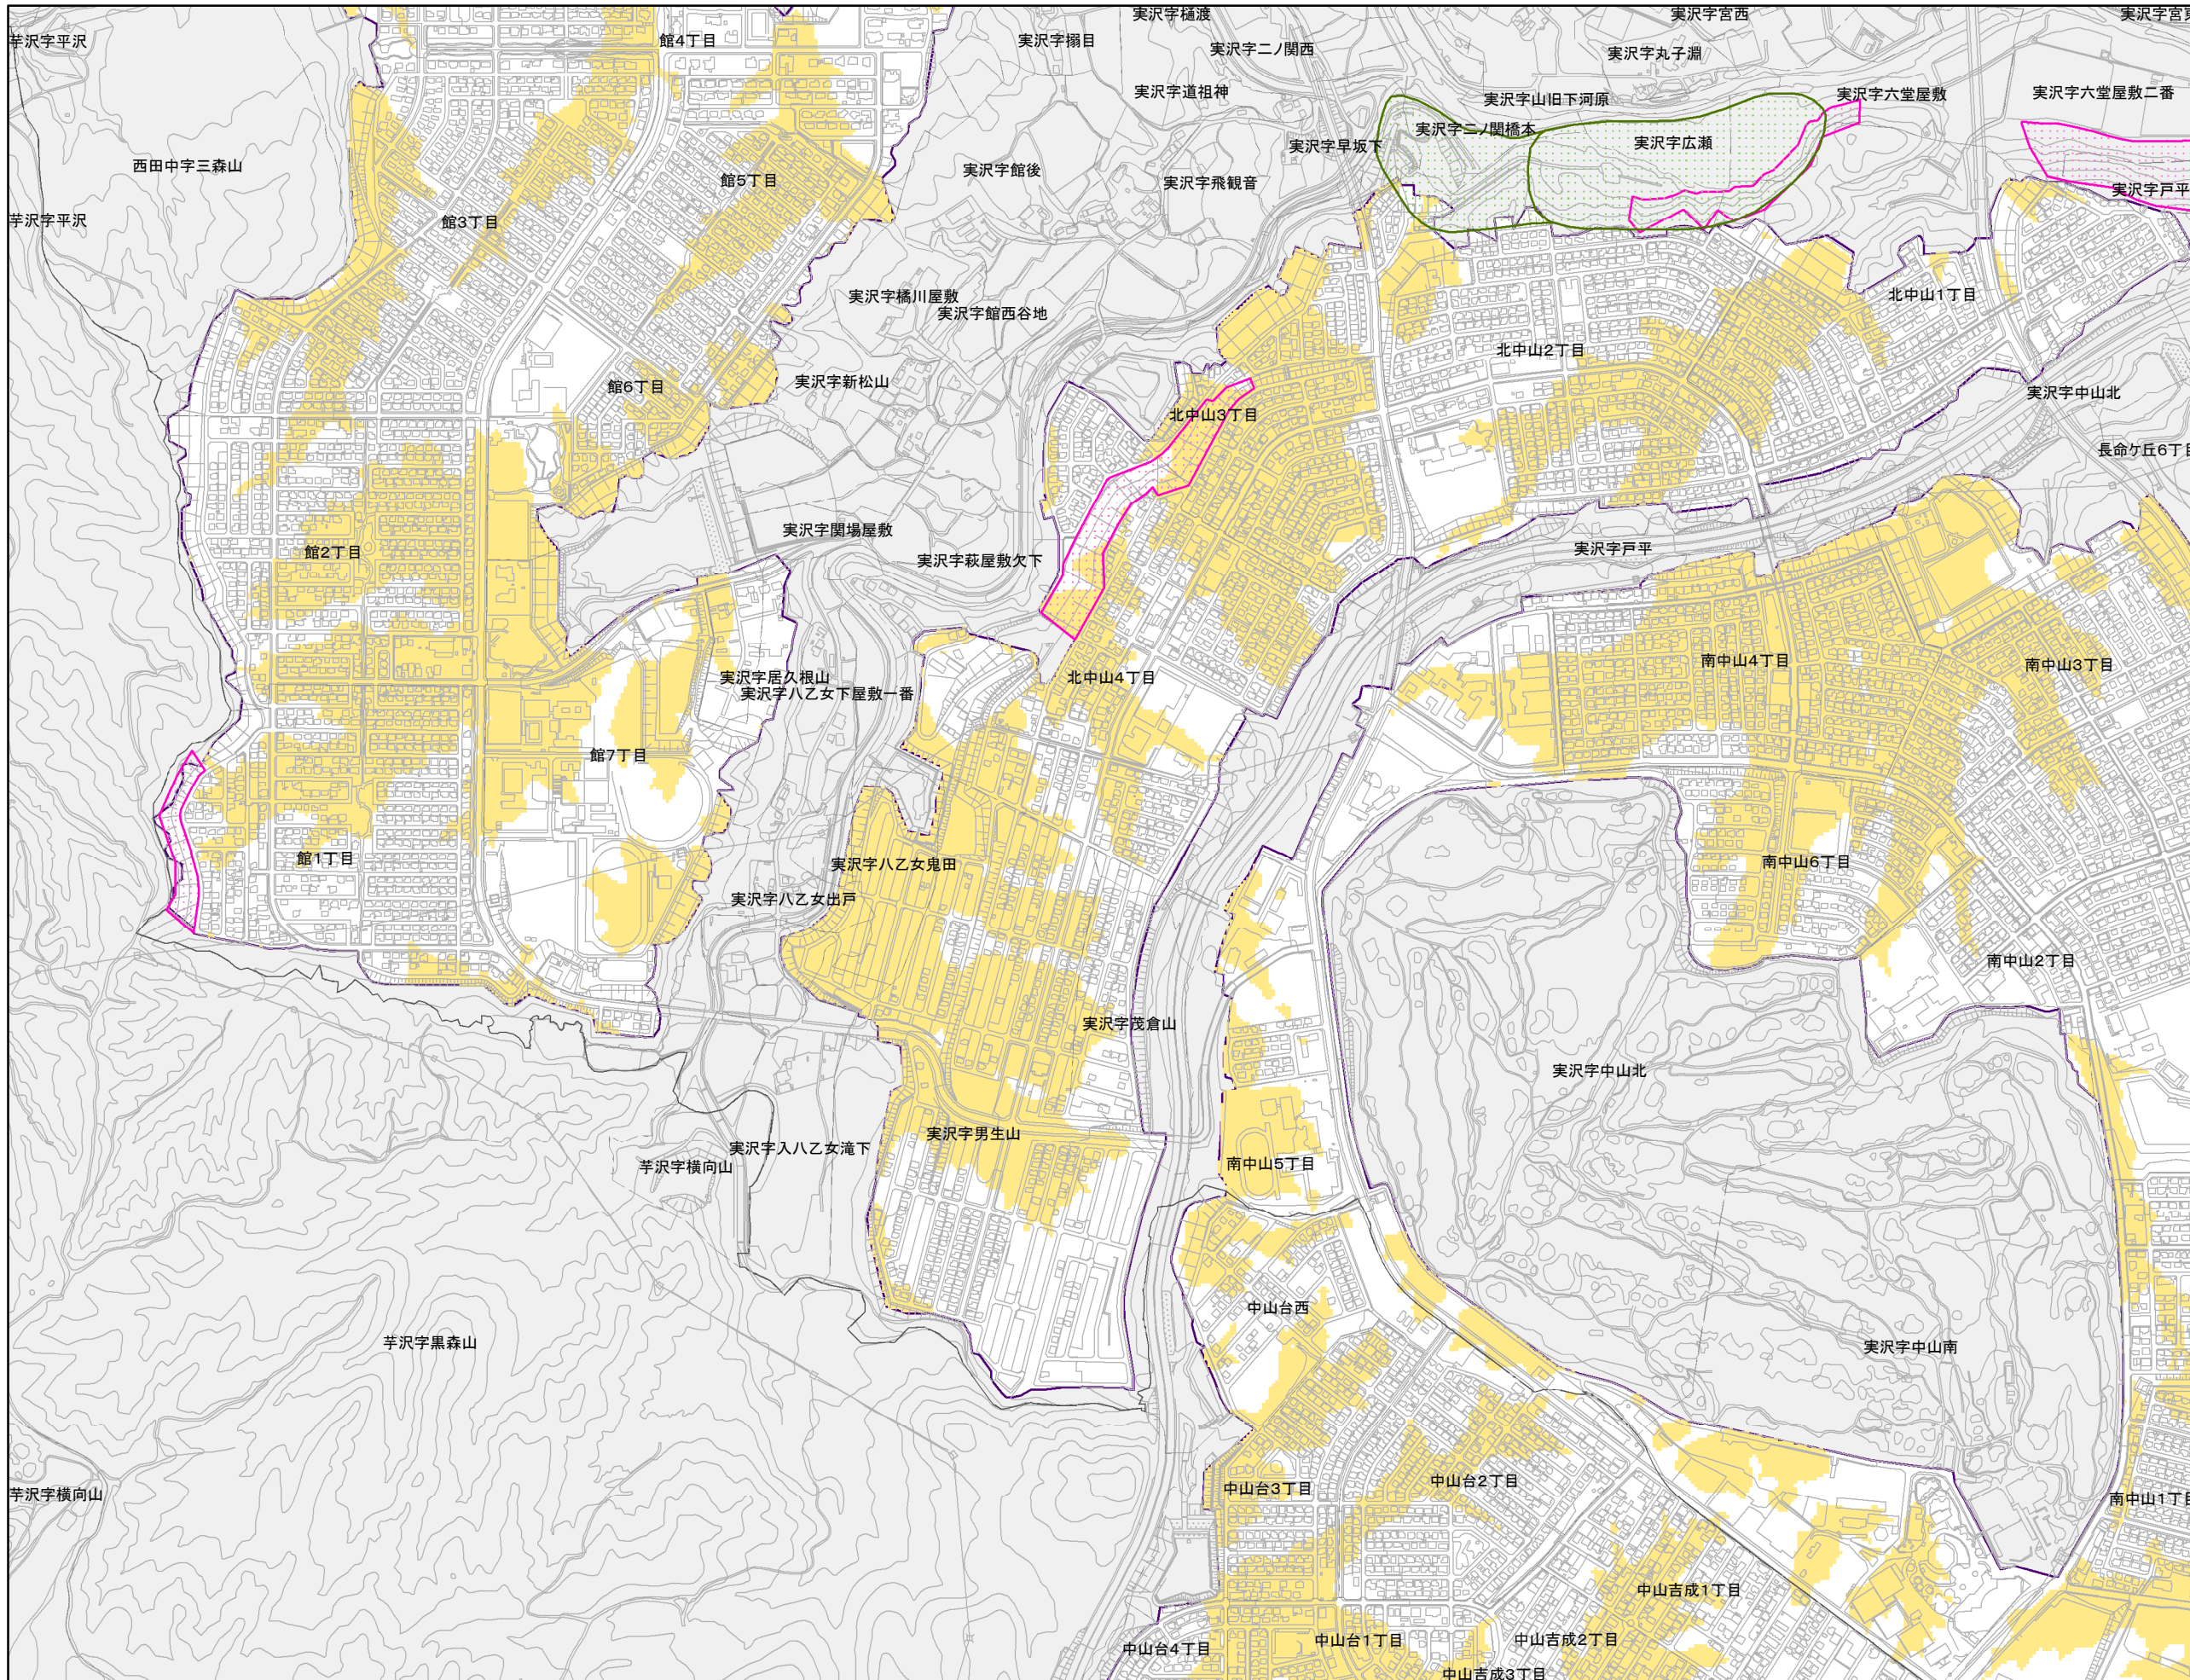 実沢字樋渡
実沢字宮西
芋沢字平沢
館4丁目
実沢字搦目
実沢字二ノ関西
実沢字丸子淵
実沢字道祖神
実沢字山旧下河原
実沢字六堂屋敷
実沢字六堂屋敷二番
実沢字二ノ関橋本
実沢字早坂下
実沢字広瀬
西田中字三森山
館5丁目
実沢字館後
実沢字飛観音
実沢字戸平
芋沢字平沢
館3丁目
実沢字橋川屋敷
北中山1丁目
実沢字館西谷地
北中山2丁目
館6丁目
実沢字新松山
実沢字中山北
北中山3丁目
長命ケ丘6丁目
館2丁目
実沢字関場屋敷
実沢字萩屋敷欠下
実沢字戸平
南中山4丁目
南中山3丁目
実沢字居久根山
北中山4丁目
実沢字八乙女下屋敷一番
館7丁目
館1丁目
実沢字八乙女鬼田
南中山6丁目
実沢字八乙女出戸
南中山2丁目
実沢字茂倉山
実沢字中山北
実沢字男生山
実沢字入八乙女滝下
芋沢字横向山
南中山5丁目
中山台西
芋沢字黒森山
実沢字中山南
中山台3丁目
中山台2丁目
芋沢字横向山
南中山1丁目
中山吉成1丁目
中山台4丁目
中山台1丁目
中山吉成2丁目
中山吉成3丁目